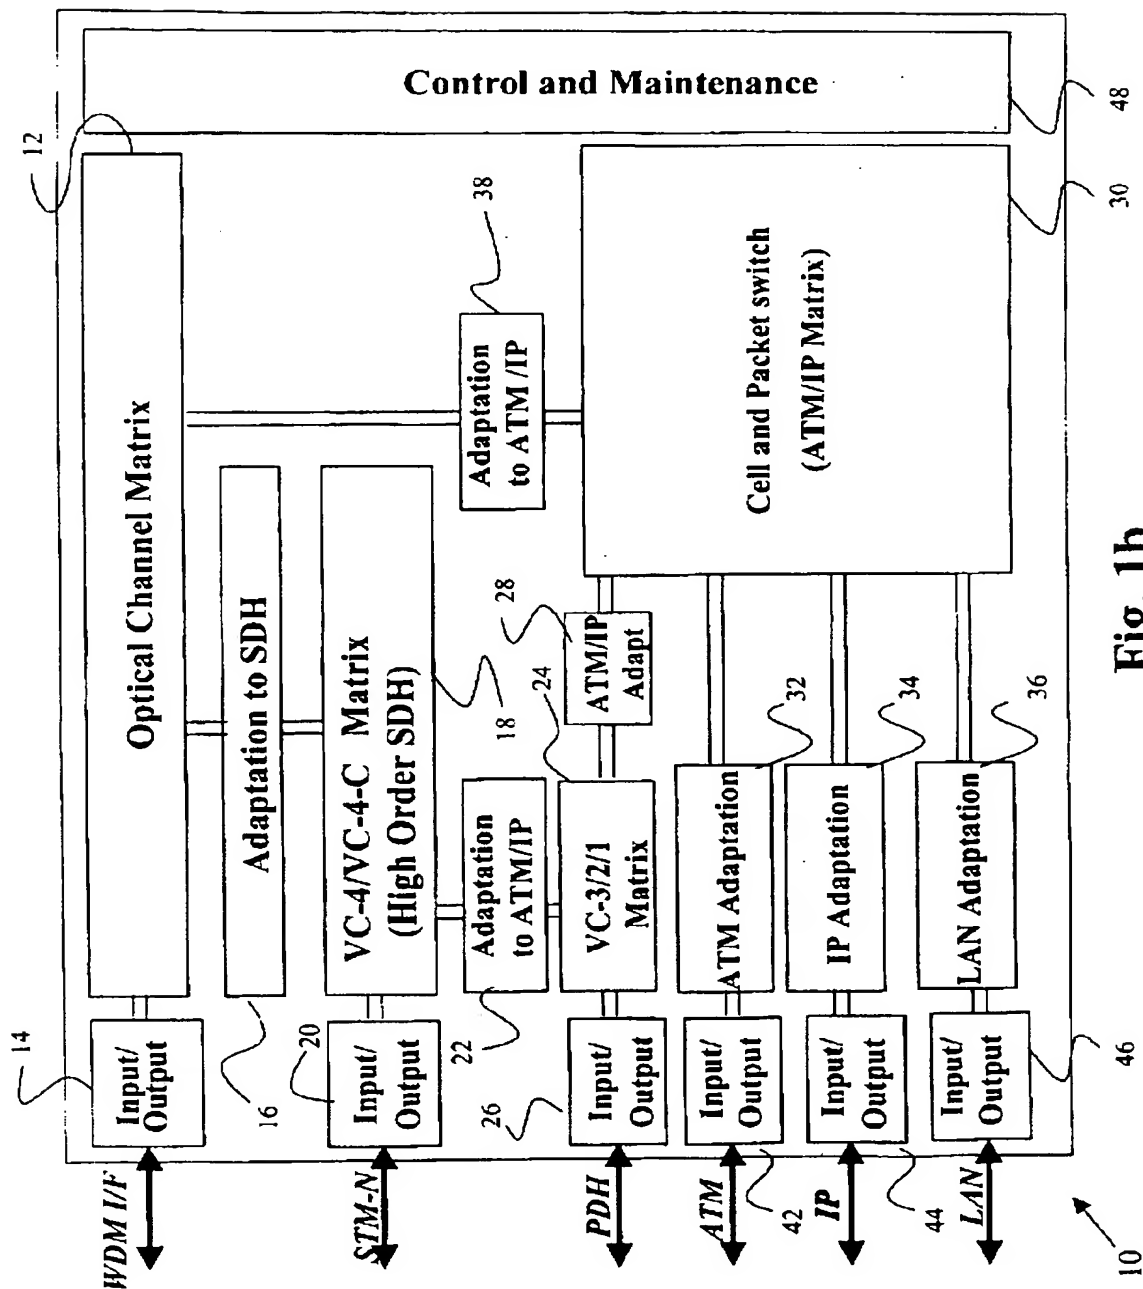 Control and Maintenance
48
12
Optical Channel Matrix
14
Input/
Output
WDM I/F
Adaptation to SDH
16
VC-4/VC-4-C Matrix
(High Order SDH)
18
20
Input/
Output
STM-N
Adaptation
to ATM /IP
38
Adaptation
to ATM/IP
22
24
VC-3/2/1
Matrix
28
ATM/IP
Adapt
26
Input/
Output
PDH
Cell and Packet switch
(ATM/IP Matrix)
30
ATM Adaptation
32
Input/
Output
ATM
42
IP Adaptation
34
Input/
Output
IP
44
LAN Adaptation
36
Input/
Output
LAN
46
10
Fig. 1b